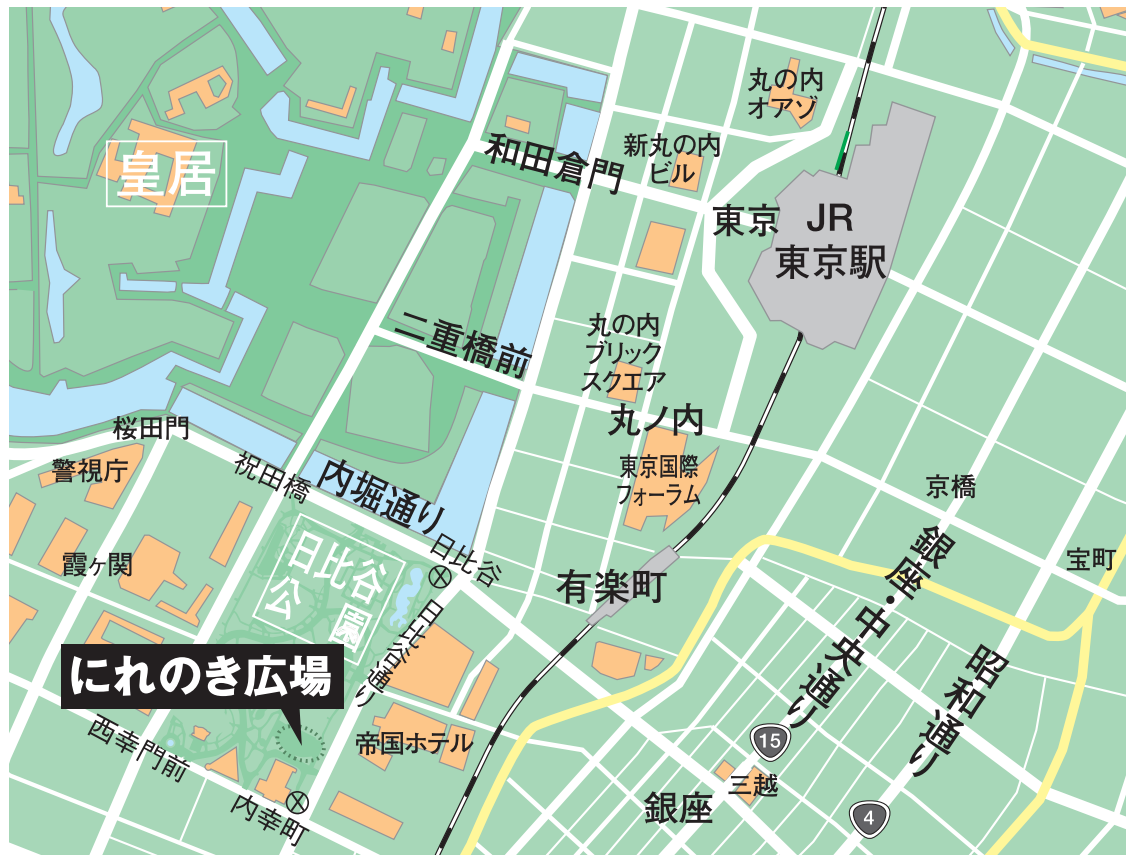 丸の内
オアゾ
新丸の内
ビル
和田倉門
皇居
東京
JR
東京駅
二重橋前
丸の内
ブリック
スクエア
丸ノ内
桜田門
警視庁
祝田橋
内堀通り
東京国際
フォーラム
京橋
銀座・中央通り
宝町
日比谷
日比谷
公園
霞ヶ関
有楽町
日比谷通り
昭和通り
にれのき広場
西幸門前
帝国ホテル
15
三越
銀座
内幸町
4